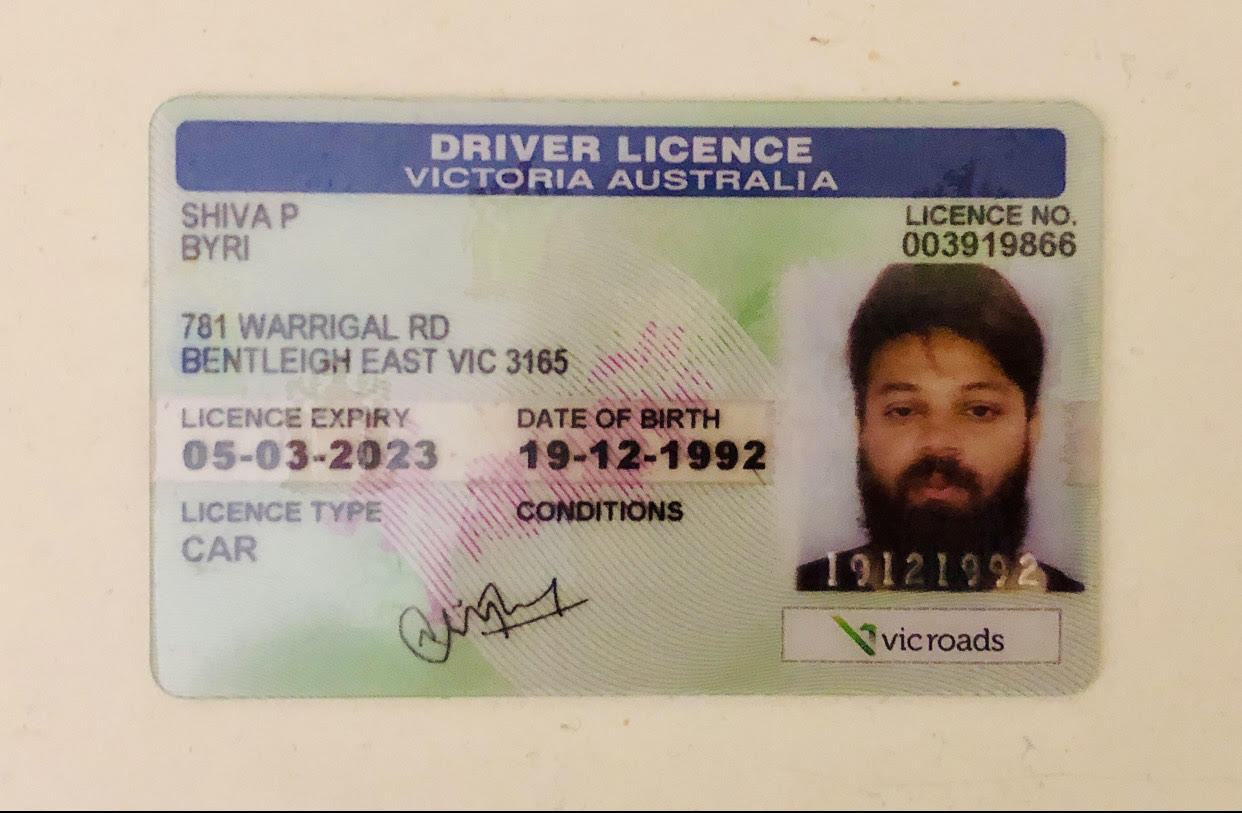 DRIVER LICENCE
VICTORIA AUSTRALIA
SHIVA P
BYRI
LICENCE NO.
003919866
781 WARRIGAL RD
BENTLEIGH EAST VIC 3165
LICENCE EXPIRY DATE OF BIRTH
05-03-2023 19-12-1992
LICENCE TYPE CONDITIONS
CAR
19121992
vicroads